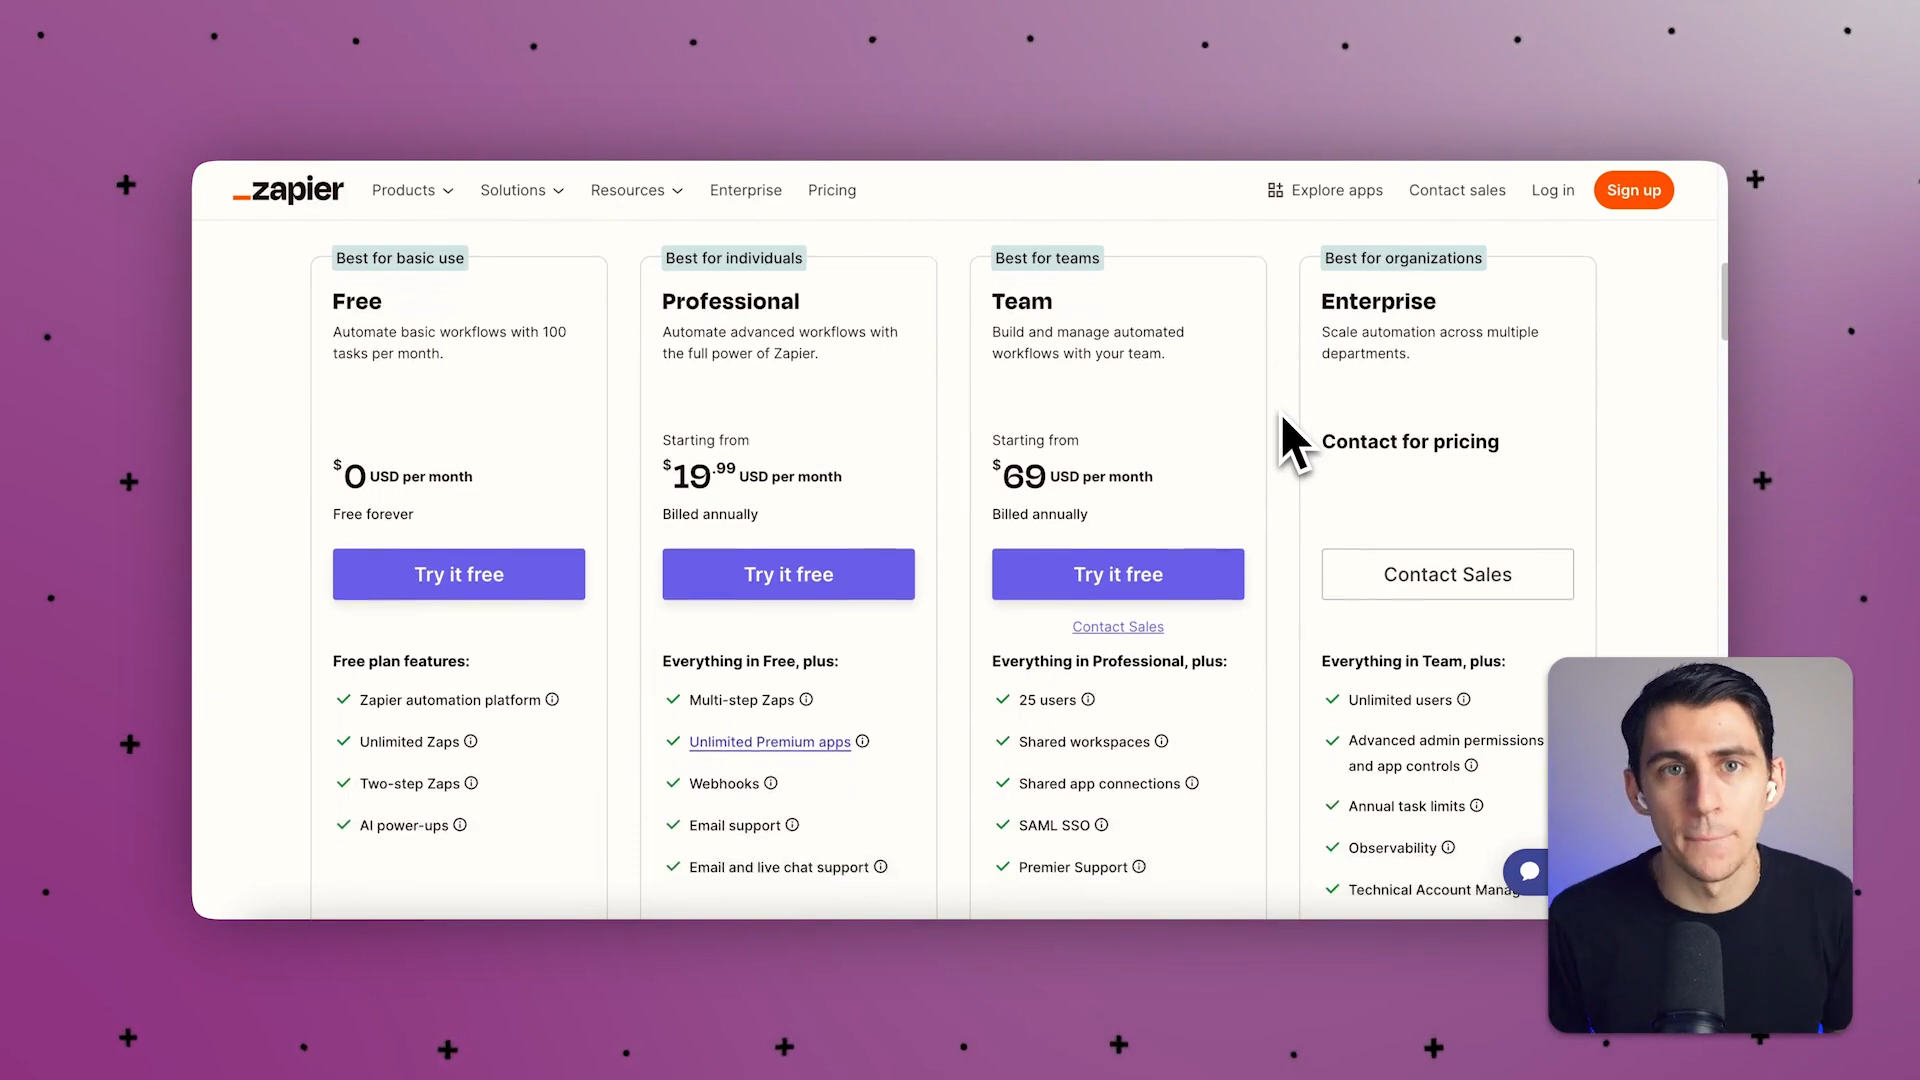 zapier
Products
Solutions
Resources
Enterprise
Pricing
Explore apps
Contact sales
Log in
Sign up
Best for basic use
Free
Automate basic workflows with 100
tasks per month.
$0 USD per month
Free forever
Try it free
Free plan features:
Zapier automation platform
Unlimited Zaps
Two-step Zaps
AI power-ups
Best for individuals
Professional
Automate advanced workflows with
the full power of Zapier.
Starting from
$19.99 USD per month
Billed annually
Try it free
Everything in Free, plus:
Multi-step Zaps
Unlimited Premium apps
Webhooks
Email support
Email and live chat support
Best for teams
Team
Build and manage automated
workflows with your team.
Starting from
$69 USD per month
Billed annually
Try it free
Contact Sales
Everything in Professional, plus:
25 users
Shared workspaces
Shared app connections
SAML SSO
Premier Support
Best for organizations
Enterprise
Scale automation across multiple
departments.
Contact for pricing
Contact Sales
Everything in Team, plus:
Unlimited users
Advanced admin permissions
and app controls
Annual task limits
Observability
Technical Account